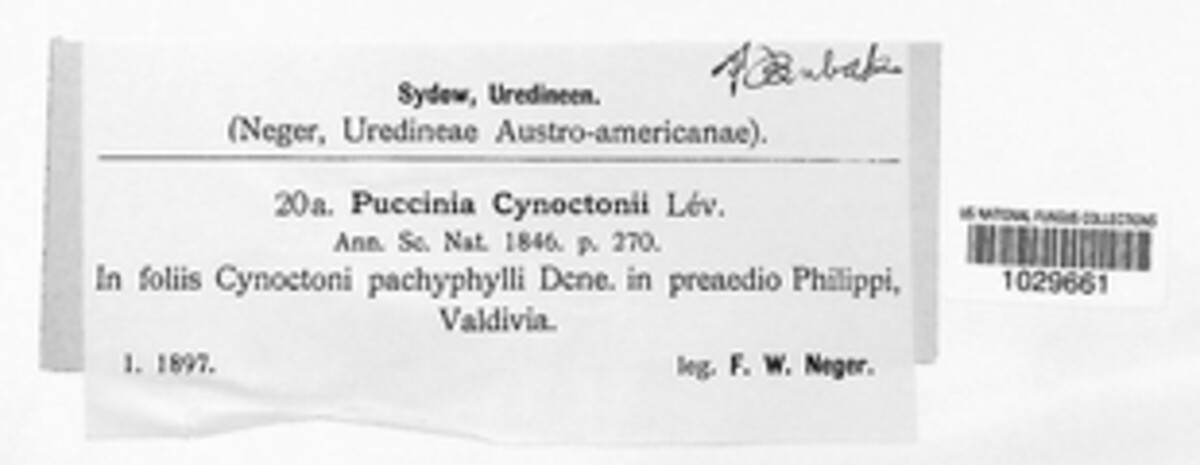 Sydow, Uredineen.
(Neger, Uredineae Austro-americanae).
20a. Puccinia Cynoctonii Lév.
Ann. Sc. Nat. 1846. p. 270.
In foliis Cynoctoni pachyphylli Dcne. in preaedio Philippi,
Valdivia.
1. 1897.
leg. F. W. Neger.
US NATIONAL FUNGUS COLLECTIONS
1029661